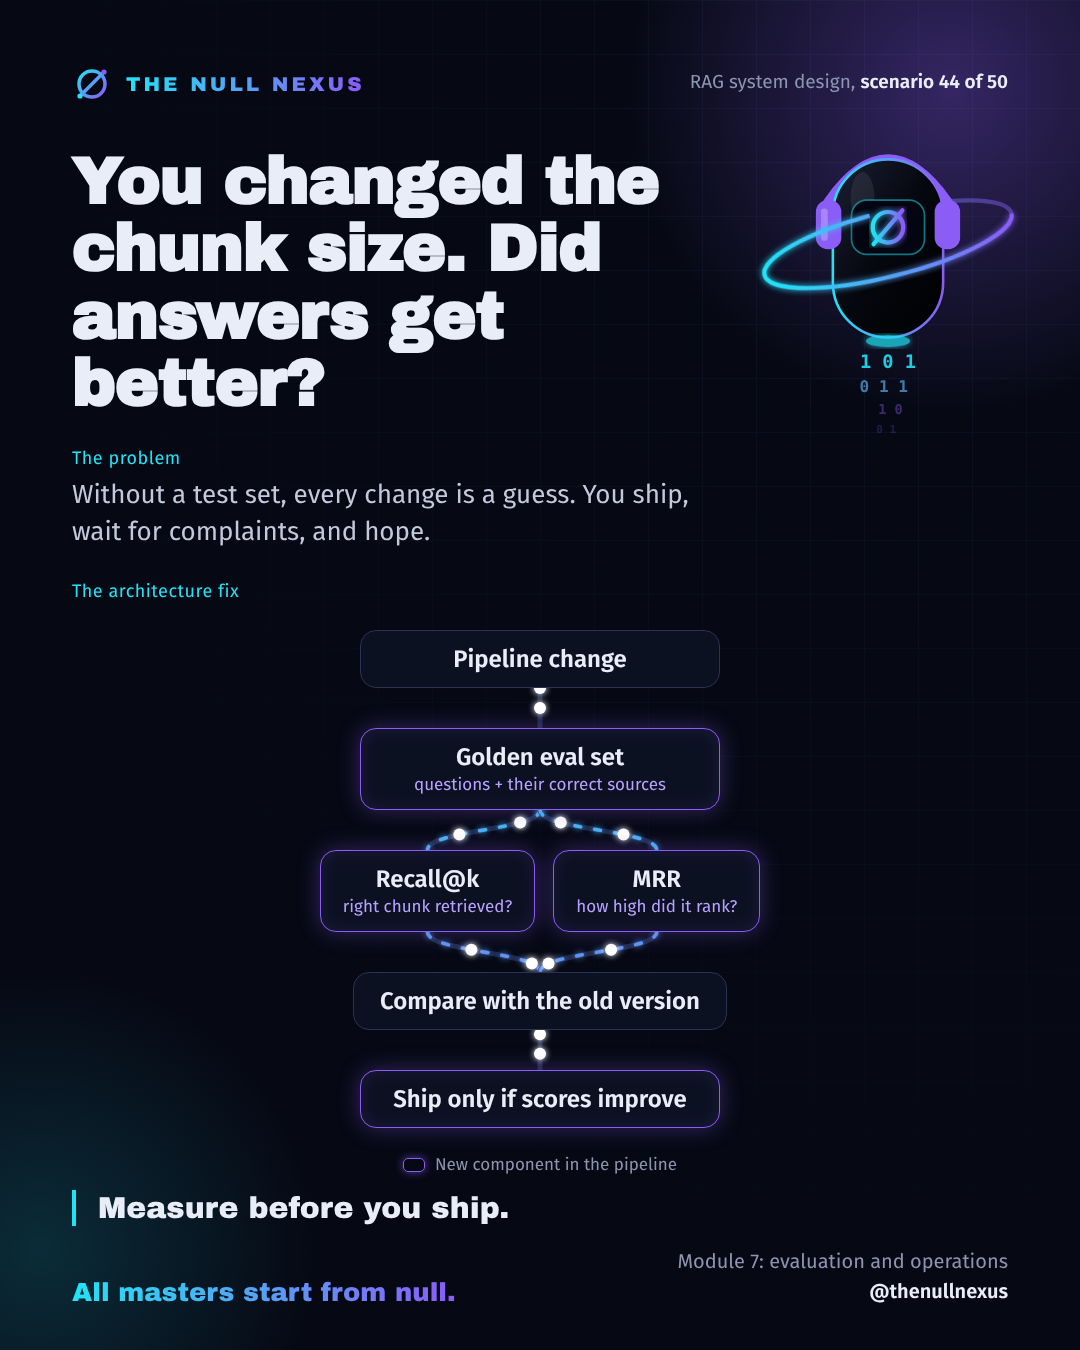 THE NULL NEXUS
RAG system design, scenario 44 of 50
You changed the
chunk size. Did
answers get
better?
1 0 1
0 1 1
1 0
0 1
The problem
Without a test set, every change is a guess. You ship,
wait for complaints, and hope.
The architecture fix
Pipeline change
Golden eval set
questions + their correct sources
Recall@k
right chunk retrieved?
MRR
how high did it rank?
Compare with the old version
Ship only if scores improve
New component in the pipeline
Measure before you ship.
Module 7: evaluation and operations
All masters start from null.
@thenullnexus